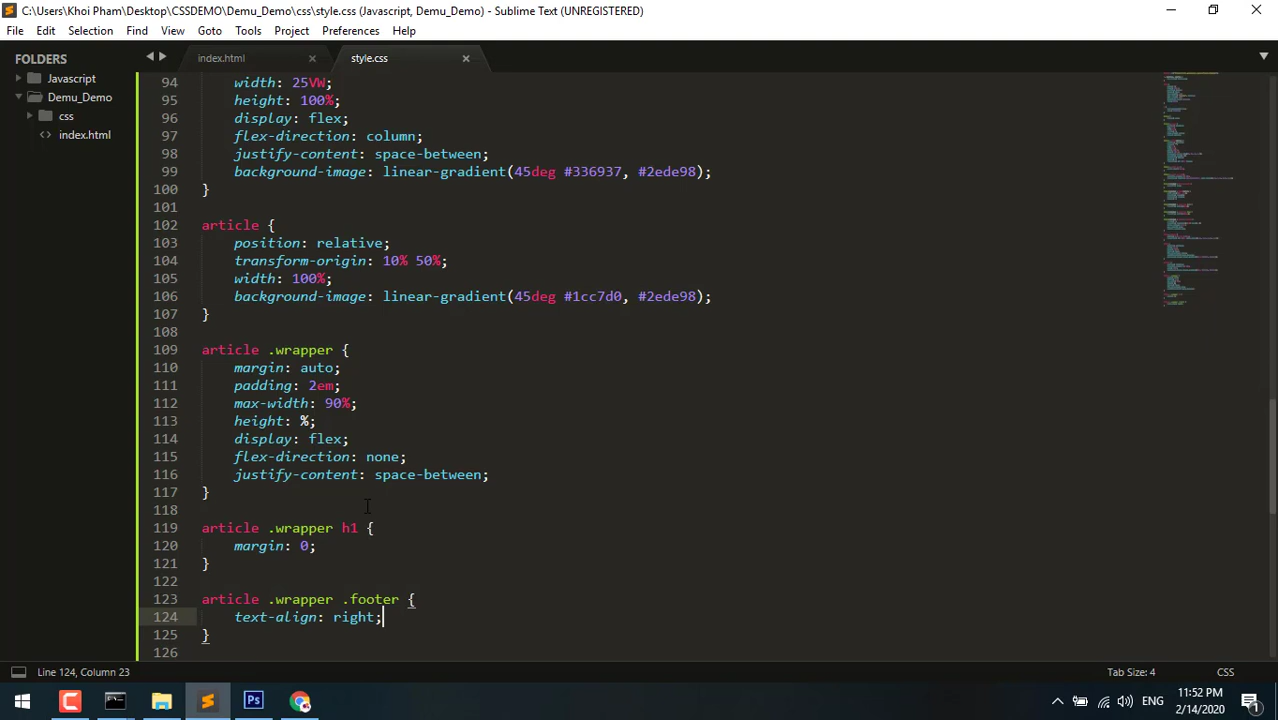 C:\Users\Khoi Pham\Desktop\CSSDEMO\Demu_Demo\css\style.css (Javascript, Demu_Demo) - Sublime Text (UNREGISTERED)
File Edit Selection Find View Goto Tools Project Preferences Help
FOLDERS
Javascript
Demu_Demo
css
index.html
index.html
style.css
94 width: 25VW;
95 height: 100%;
96 display: flex;
97 flex-direction: column;
98 justify-content: space-between;
99 background-image: linear-gradient(45deg #336937, #2ede98);
100 }
101
102 article {
103 position: relative;
104 transform-origin: 10% 50%;
105 width: 100%;
106 background-image: linear-gradient(45deg #1cc7d0, #2ede98);
107 }
108
109 article .wrapper {
110 margin: auto;
111 padding: 2em;
112 max-width: 90%;
113 height: %;
114 display: flex;
115 flex-direction: none;
116 justify-content: space-between;
117 }
118
119 article .wrapper h1 {
120 margin: 0;
121 }
122
123 article .wrapper .footer {
124 text-align: right;
125 }
126
Line 124, Column 23
Tab Size: 4
CSS
Ps
ENG
11:52 PM
2/14/2020
1